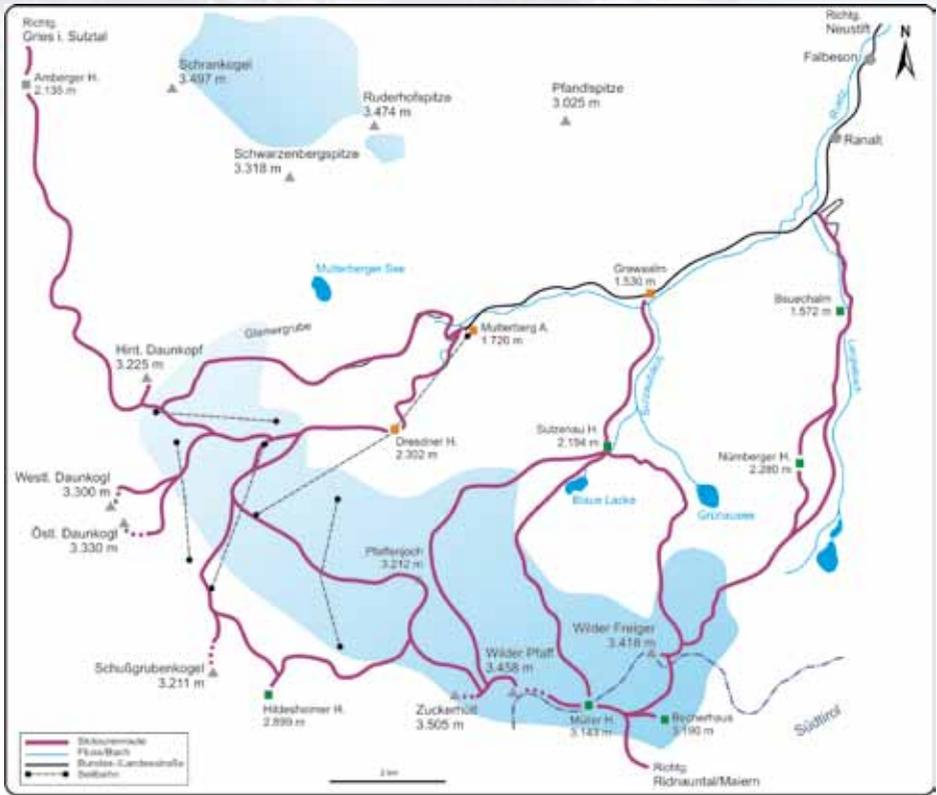 Richtg.
Gries i. Sulztal
Richtg.
Neustift
N
Falbeson
Amberger H.
2.135 m
Schrankogel
3.497 m
Ruderhofspitze
3.474 m
Pfandlspitze
3.025 m
Ruetz
Ranalt
Schwarzenbergspitze
3.318 m
Mutterberger See
Grawaalm
1.530 m
Bsuechalm
1.572 m
Glamergrube
Mutterberg A.
1.720 m
Hint. Daunkopf
3.225 m
Sulzaubach
Langtalbach
Dresdner H.
2.302 m
Sulzenau H.
2.194 m
Nürnberger H.
2.280 m
Westl. Daunkogl
3.300 m
Blaue Lacke
Grünausee
Östl. Daunkogl
3.330 m
Pfaffenjoch
3.212 m
Wilder Freiger
3.418 m
Wilder Pfaff
3.458 m
Schußgrubenkogel
3.211 m
Hildesheimer H.
2.899 m
Zuckerhütl
3.505 m
Müller H.
3.143 m
Becherhaus
3.190 m
Südtirol
Skitourenroute
Fluss/Bach
Bundes-/Landesstraße
Seilbahn
2 km
Richtg.
Ridnauntal/Maiern